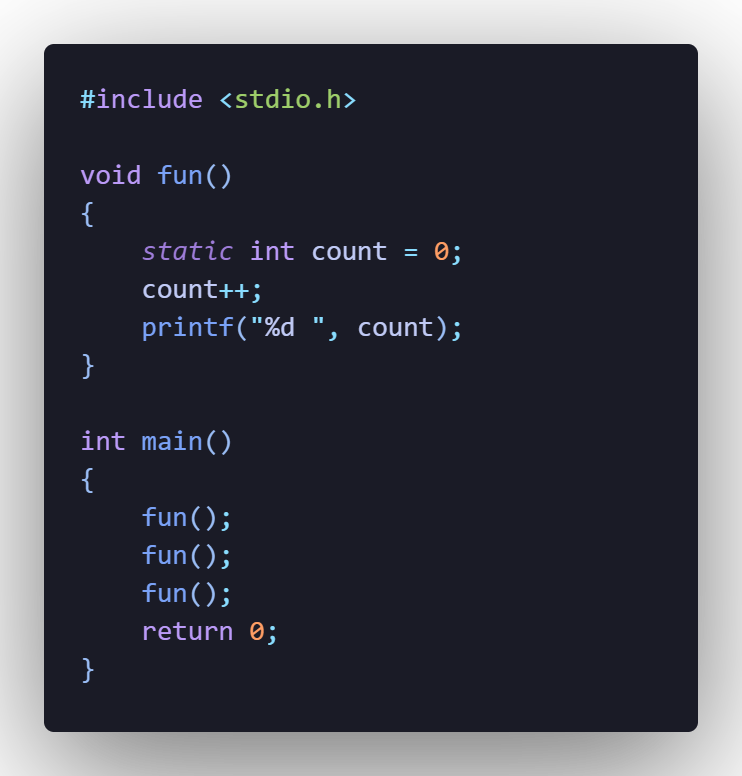 #include <stdio.h>

void fun()
{
    static int count = 0;
    count++;
    printf("%d ", count);
}

int main()
{
    fun();
    fun();
    fun();
    return 0;
}